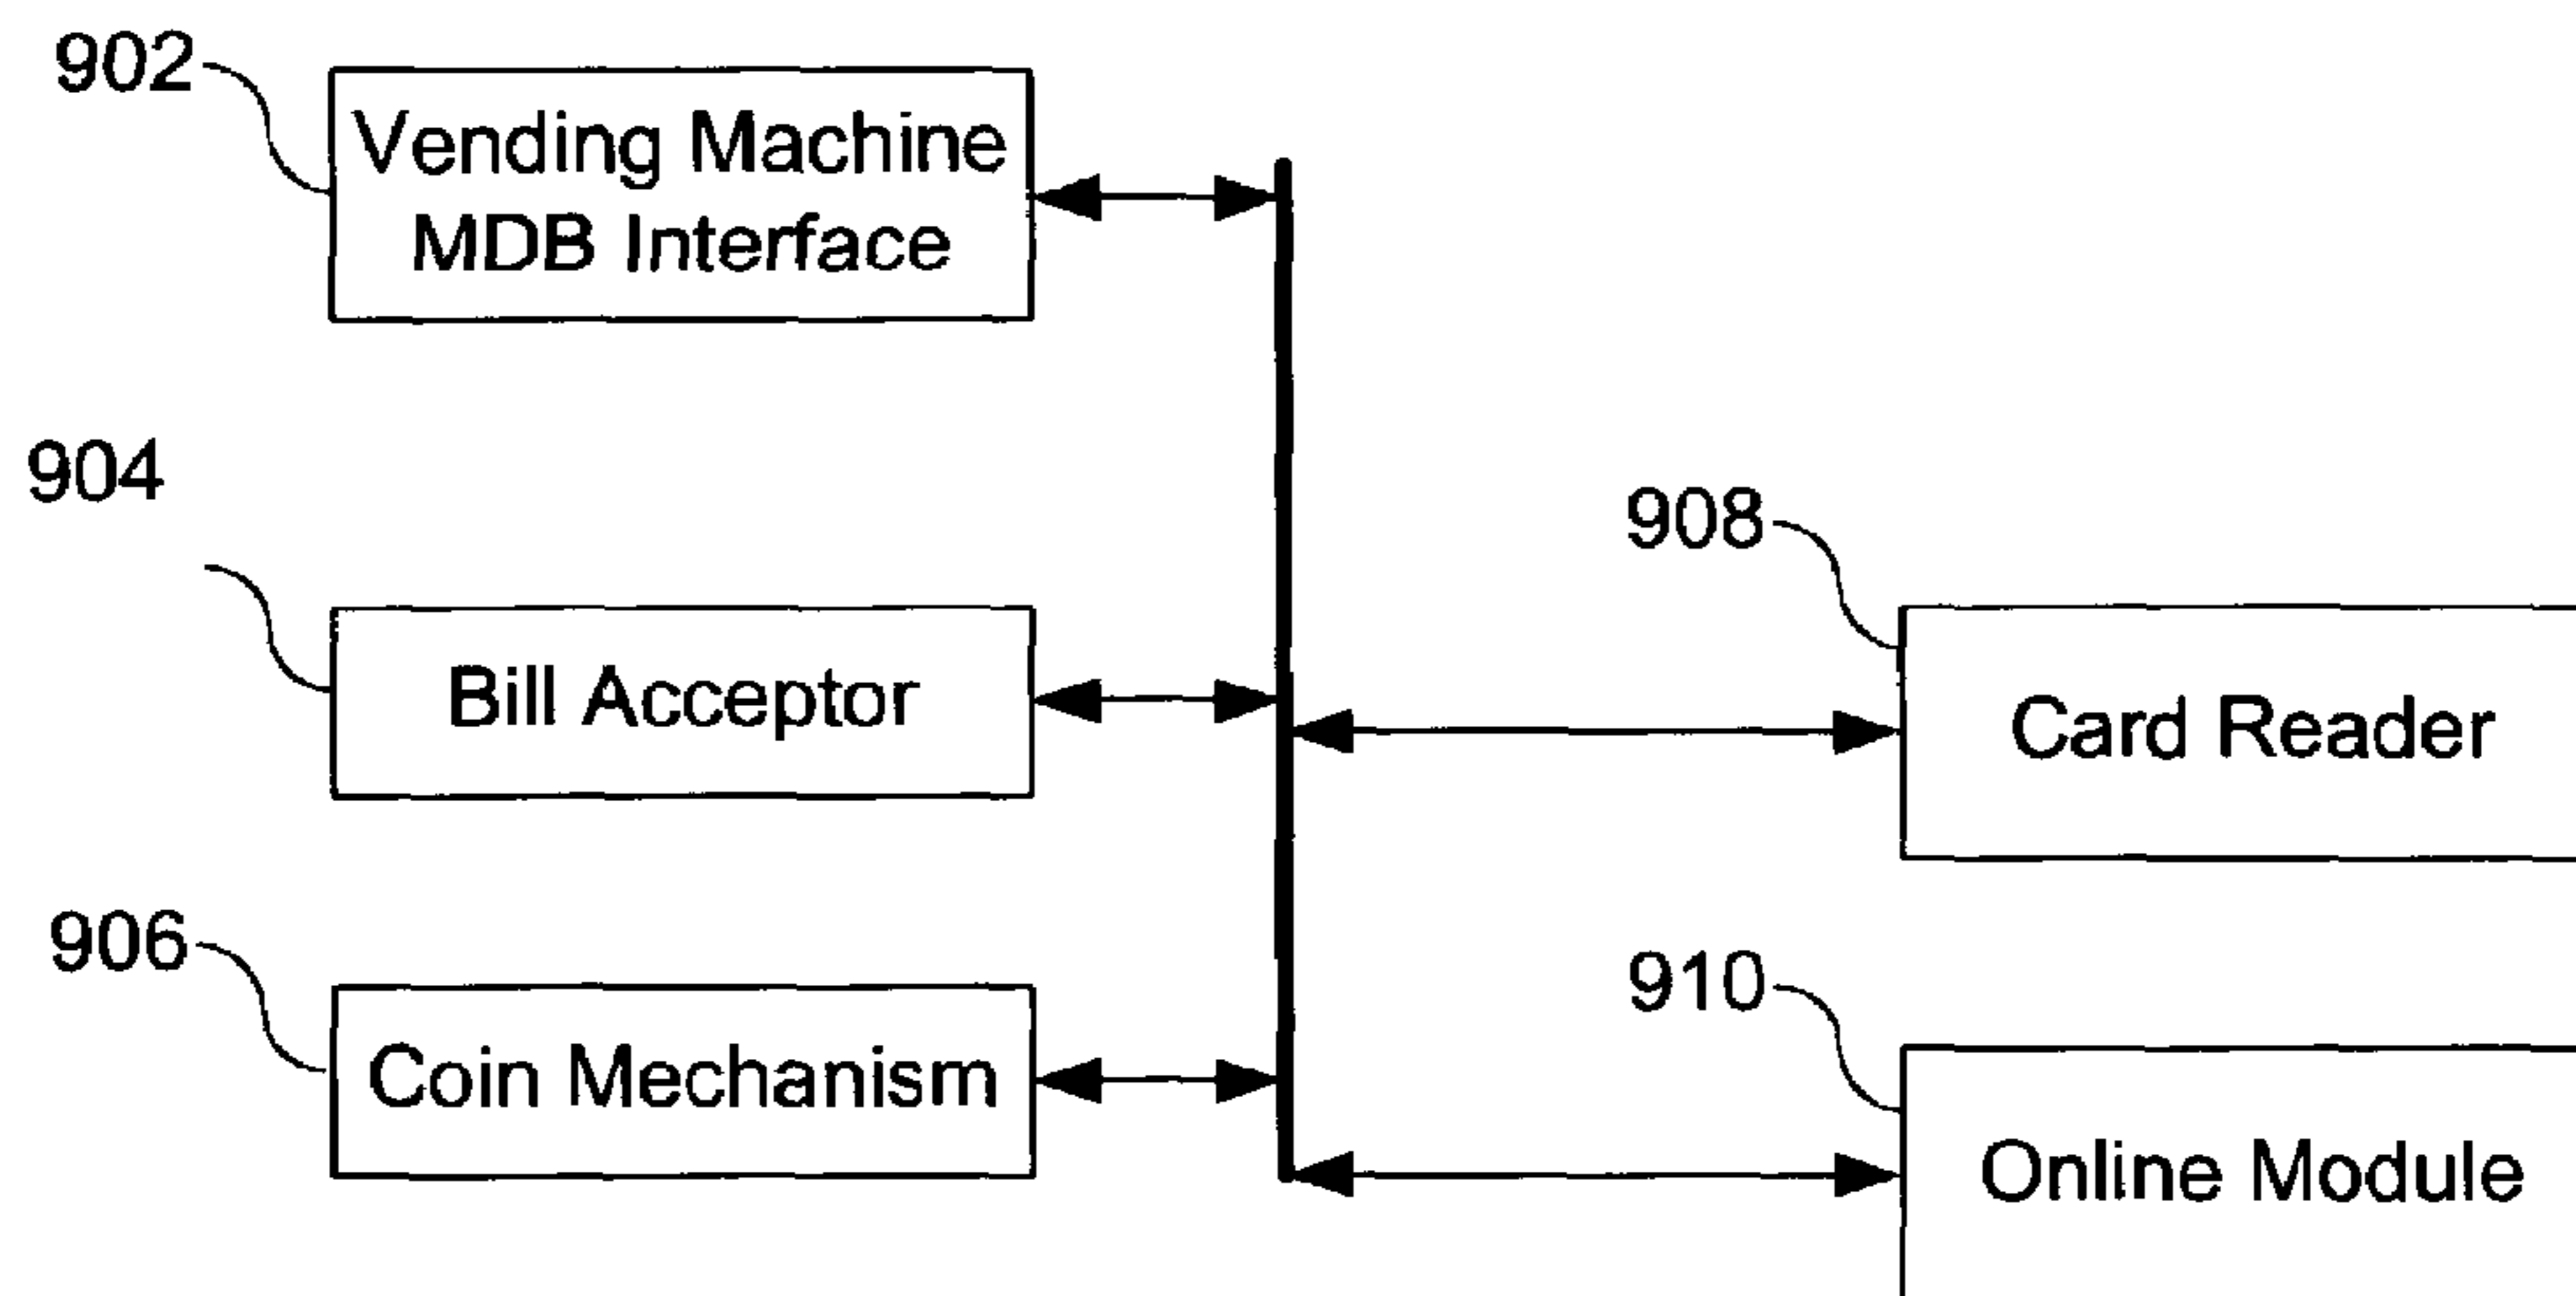 902
Vending Machine
MDB Interface
904
Bill Acceptor
908
Card Reader
906
Coin Mechanism
910
Online Module